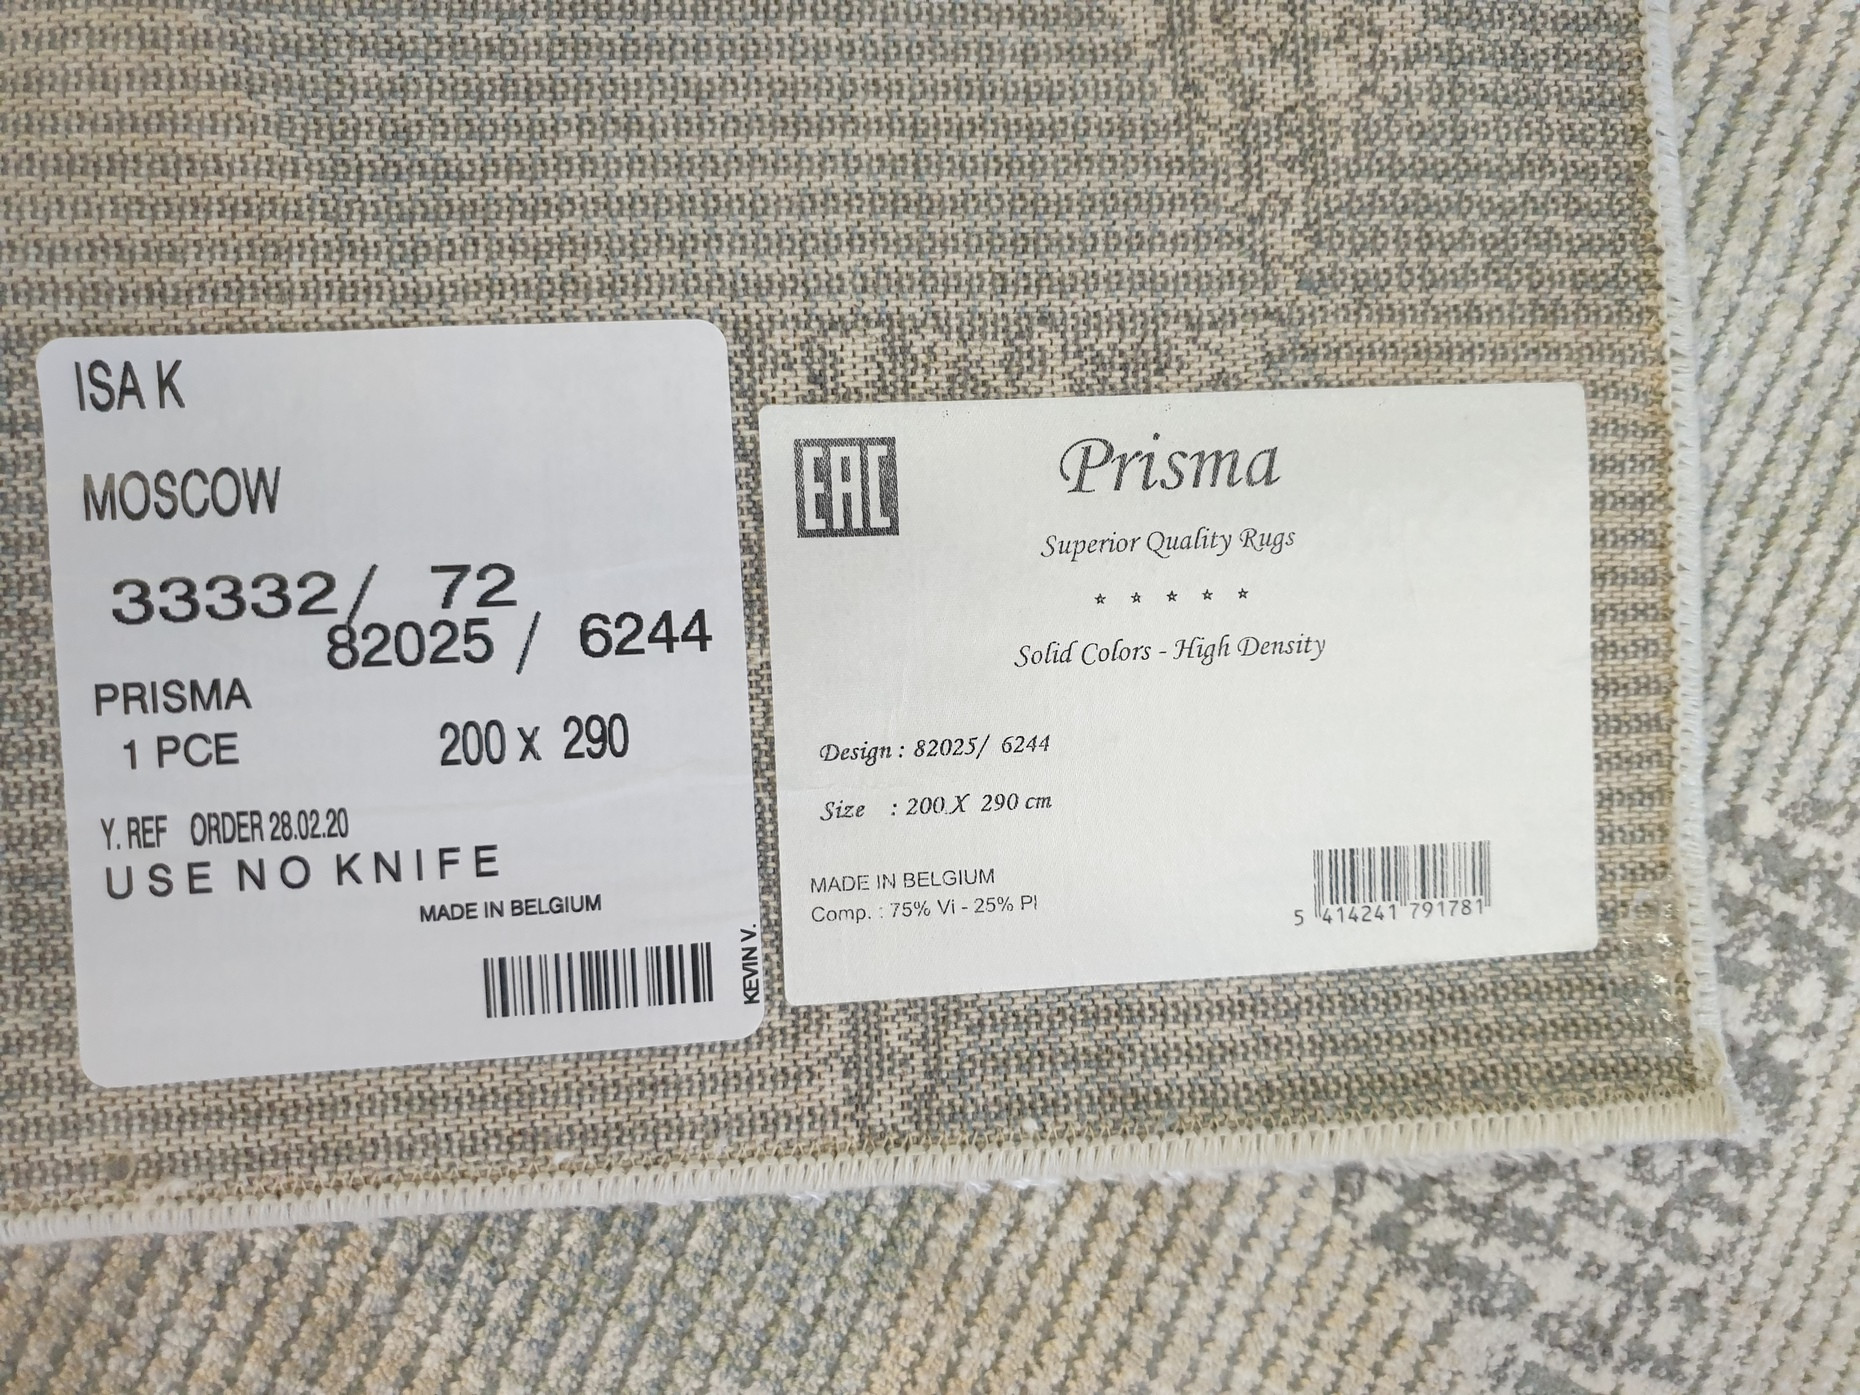 ISA K
MOSCOW
33332/ 72
82025 / 6244
PRISMA
1 PCE 200 x 290
Y. REF ORDER 28.02.20
USE NO KNIFE
MADE IN BELGIUM
KEVIN V.
EAC
Prisma
Superior Quality Rugs
☆ ☆ ☆ ☆ ☆
Solid Colors - High Density
Design : 82025/ 6244
Size : 200 X 290 cm
MADE IN BELGIUM
Comp. : 75% Vi - 25% Pl
5 414241 791781